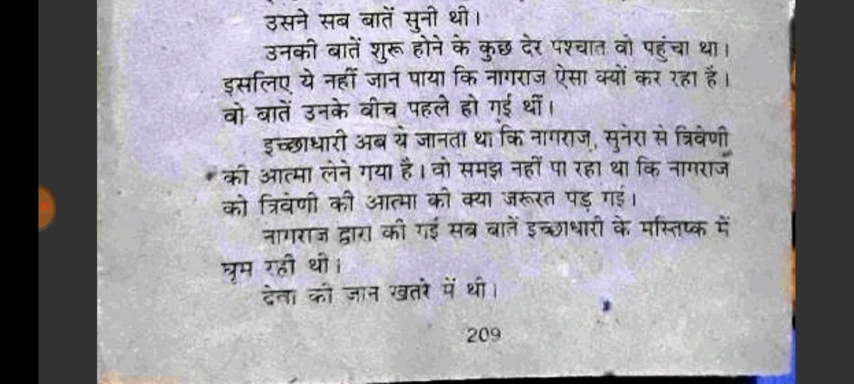 उसने सब बातें सुनी थी।
उनकी बातें शुरू होने के कुछ देर पश्चात वो पहुंचा था।
इसलिए ये नहीं जान पाया कि नागराज ऐसा क्यों कर रहा है।
वो बातें उनके बीच पहले हो गई थीं।
इच्छाधारी अब ये जानता था कि नागराज, सुनेरा से त्रिवेणी
की आत्मा लेने गया है। वो समझ नहीं पा रहा था कि नागराज
को त्रिवेणी की आत्मा की क्या जरूरत पड़ गई।
नागराज द्वारा की गई सब बातें इच्छाधारी के मस्तिष्क में
घूम रही थी।
देवा की जान खतरे में थी।
209